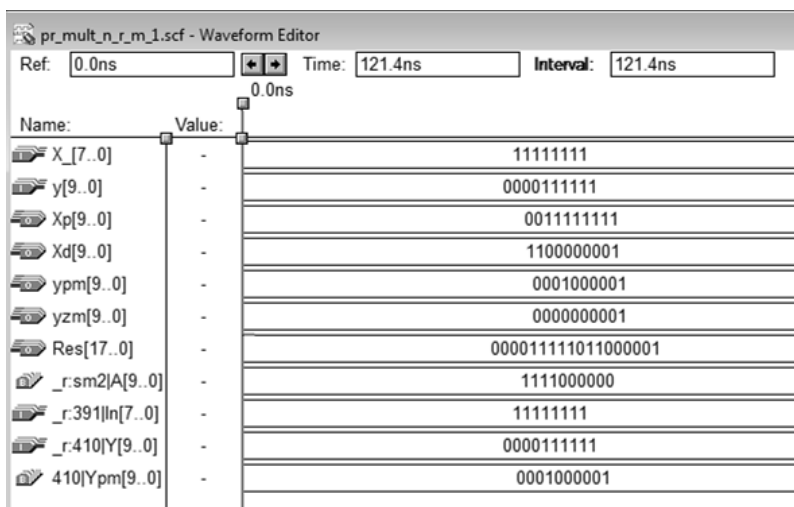 pr_mult_n_r_m_1.scf - Waveform Editor
Ref: 0.0ns Time: 121.4ns Interval: 121.4ns
0.0ns
Name: Value:
X_[7..0] - 11111111
y[9..0] - 0000111111
Xp[9..0] - 0011111111
Xd[9..0] - 1100000001
ypm[9..0] - 0001000001
yzm[9..0] - 0000000001
Res[17..0] - 000011111011000001
_r:sm2|A[9..0] - 1111000000
_r:391|In[7..0] - 11111111
_r:410|Y[9..0] - 0000111111
410|Ypm[9..0] - 0001000001